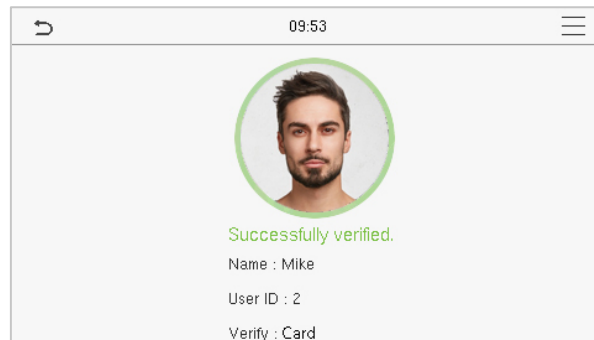 09:53
Successfully verified.
Name : Mike
User ID : 2
Verify : Card